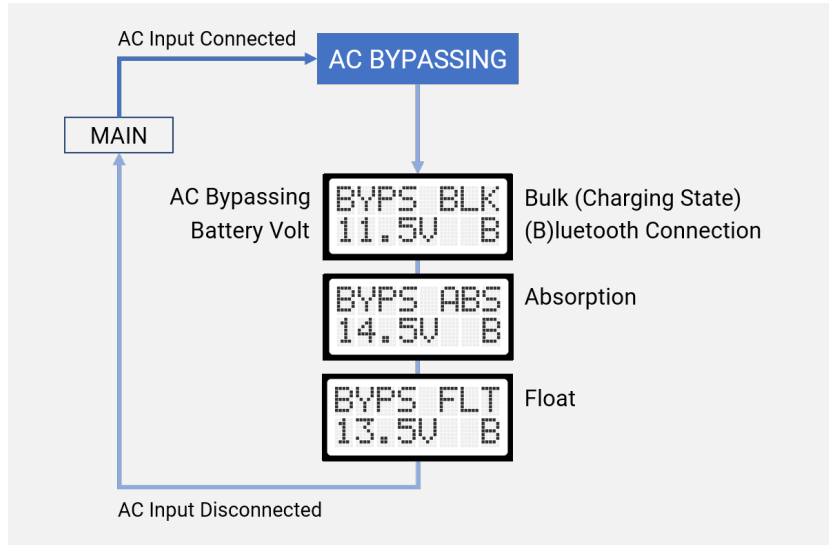 AC Input Connected
AC BYPASSING
MAIN
AC Bypassing
Battery Volt
BYPS BLK
11.5V B
Bulk (Charging State)
(B)luetooth Connection
BYPS ABS
14.5V B
Absorption
BYPS FLT
13.5V B
Float
AC Input Disconnected